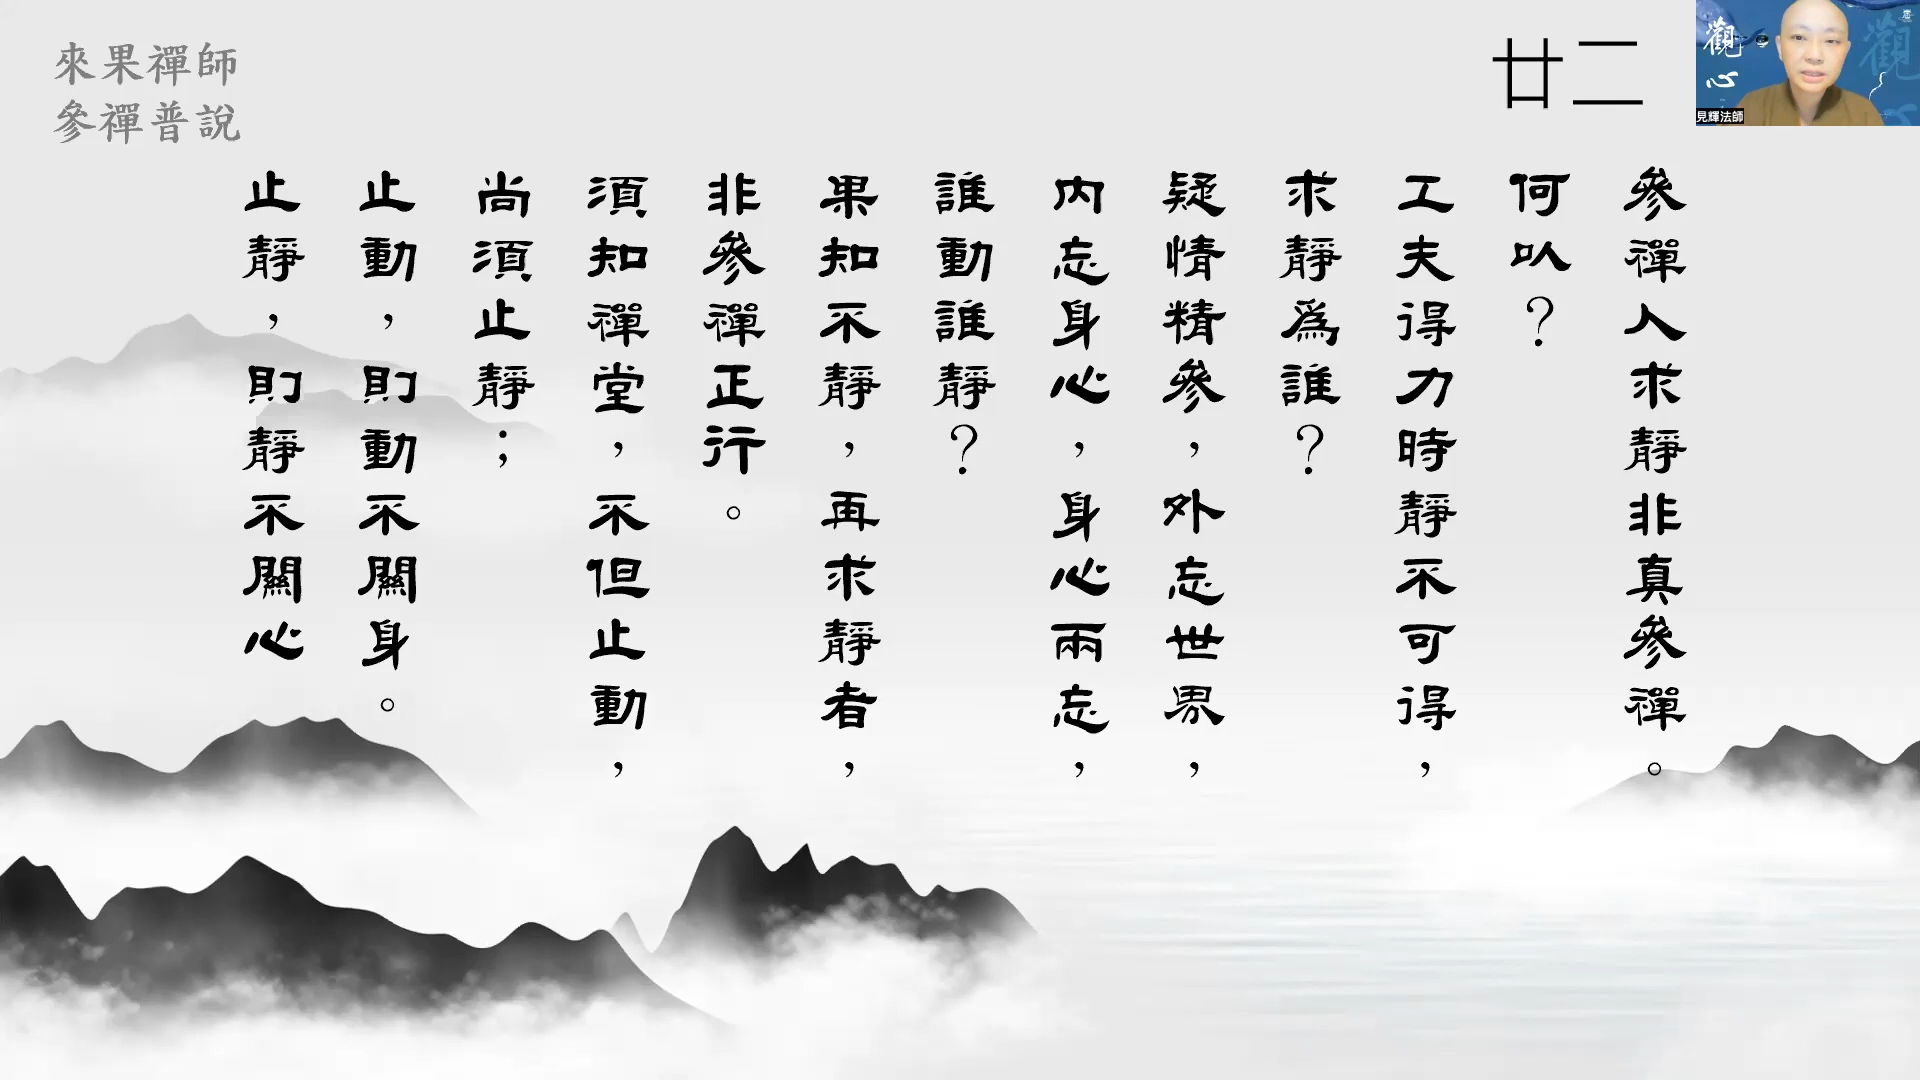 來果禪師
參禪普說
廿二
觀心
見輝法師
參禪人求靜非真參禪。
何以？
工夫得力時靜不可得，
求靜為誰？
疑情精參，外忘世界，
內忘身心，身心兩忘，
誰動誰靜？
果知不靜，再求靜者，
非參禪正行。
須知禪堂，不但止動，
尚須止靜；
止動，則動不關身。
止靜，則靜不關心